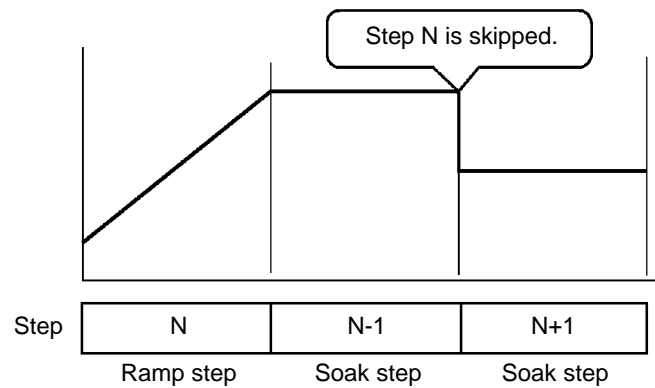 Step N is skipped.
Step N N-1 N+1
Ramp step Soak step Soak step